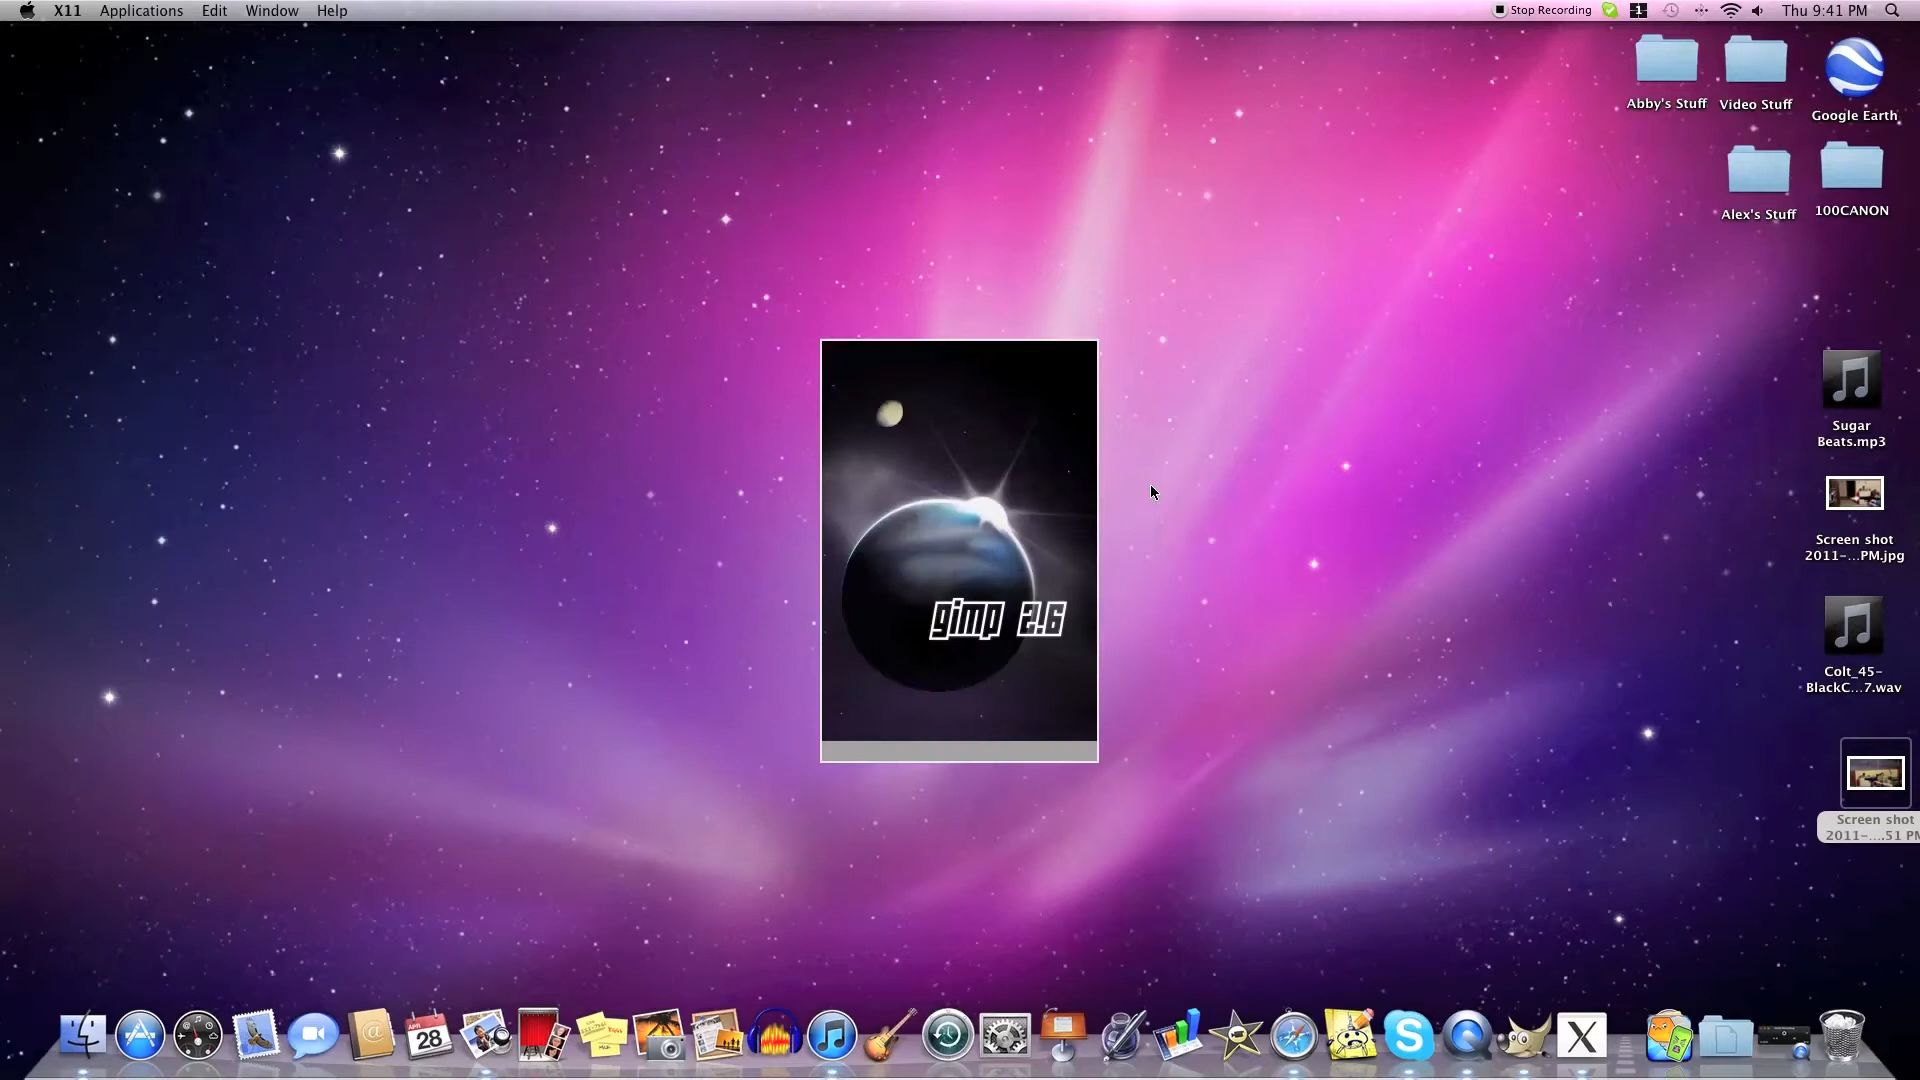 X11 Applications Edit Window Help
Stop Recording 1 Thu 9:41 PM
Abby's Stuff
Video Stuff
Google Earth
Alex's Stuff
100CANON
Sugar
Beats.mp3
Screen shot
2011-...PM.jpg
Colt_45-
BlackC...7.wav
Screen shot
2011-....51 PM
gimp 2.6
APR
28